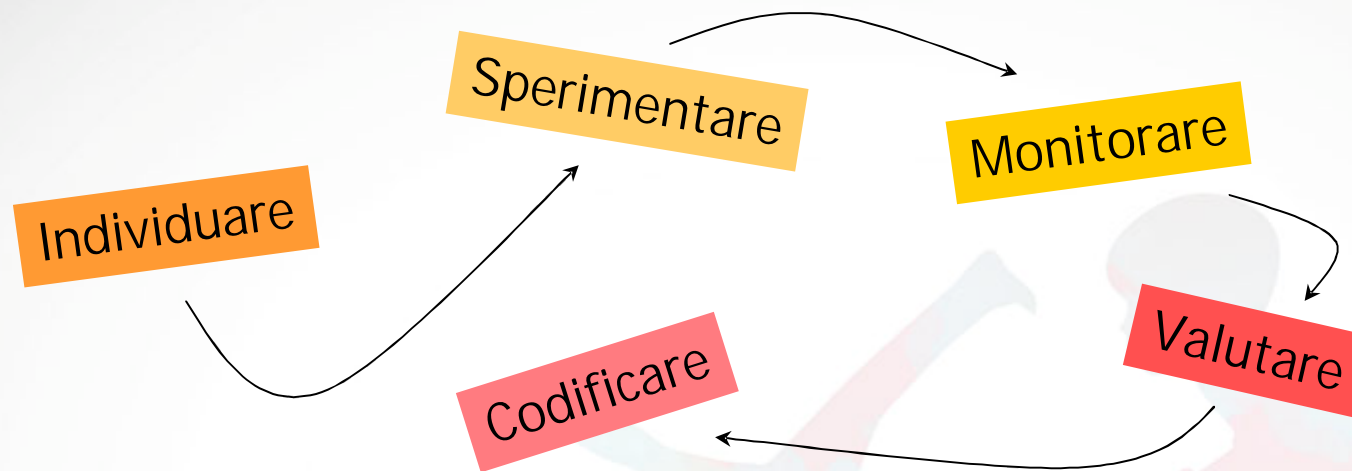 Individuare
Sperimentare
Monitorare
Valutare
Codificare